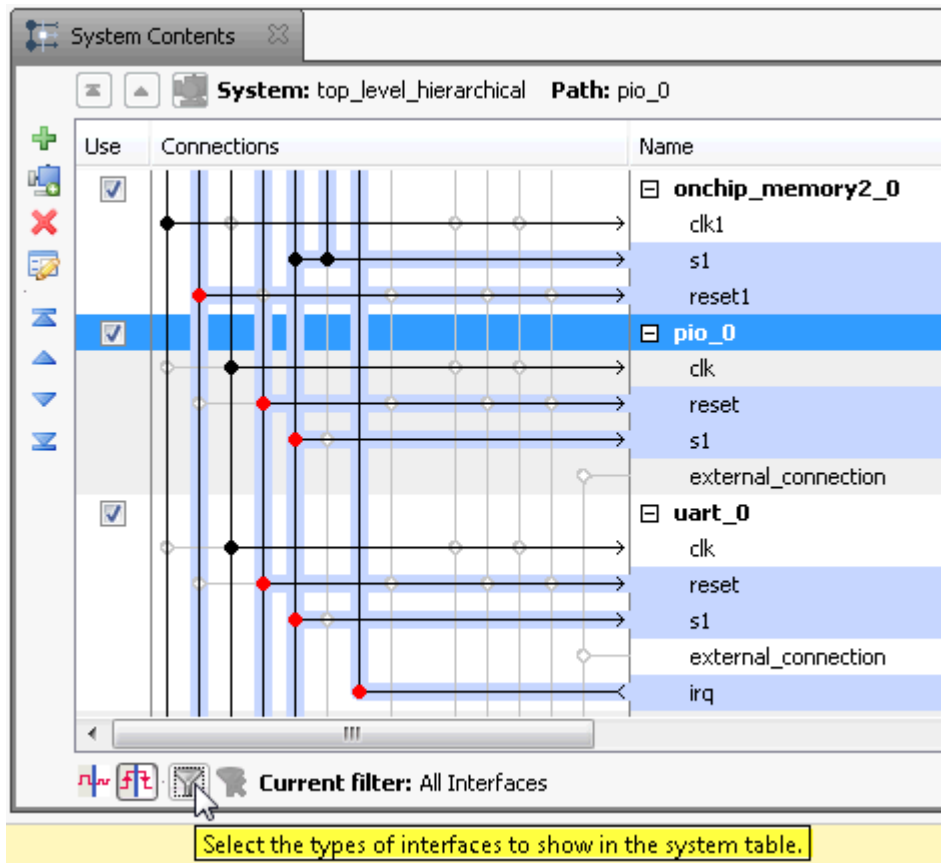 System Contents
System: top_level_hierarchical Path: pio_0
Use Connections Name
onchip_memory2_0
clk1
s1
reset1
pio_0
clk
reset
s1
external_connection
uart_0
clk
reset
s1
external_connection
irq
Current filter: All Interfaces
Select the types of interfaces to show in the system table.